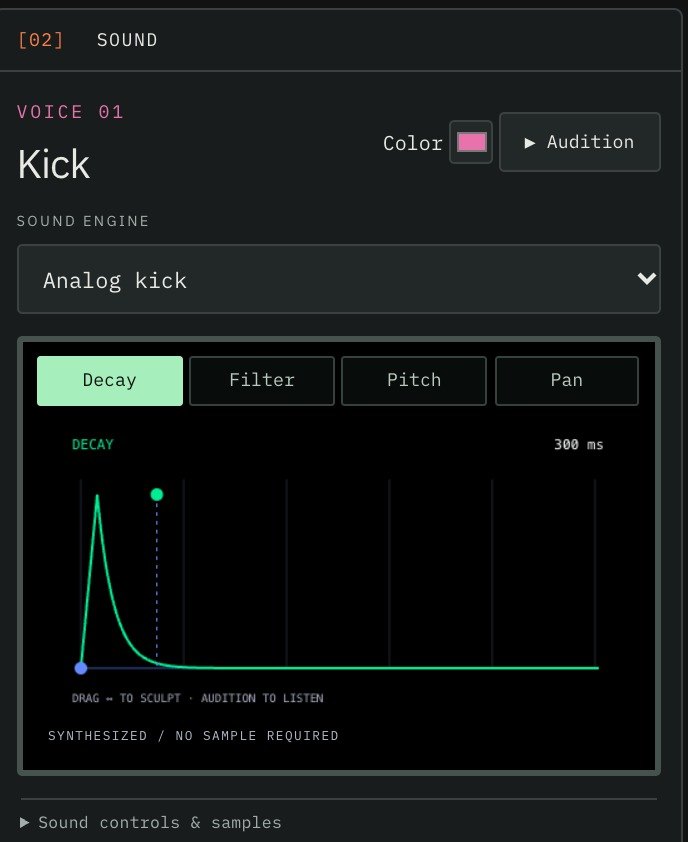 [02] SOUND
VOICE 01
Kick
Color ▶ Audition
SOUND ENGINE
Analog kick
Decay Filter Pitch Pan
DECAY 300 ms
DRAG ↔ TO SCULPT · AUDITION TO LISTEN
SYNTHESIZED / NO SAMPLE REQUIRED
▶ Sound controls & samples